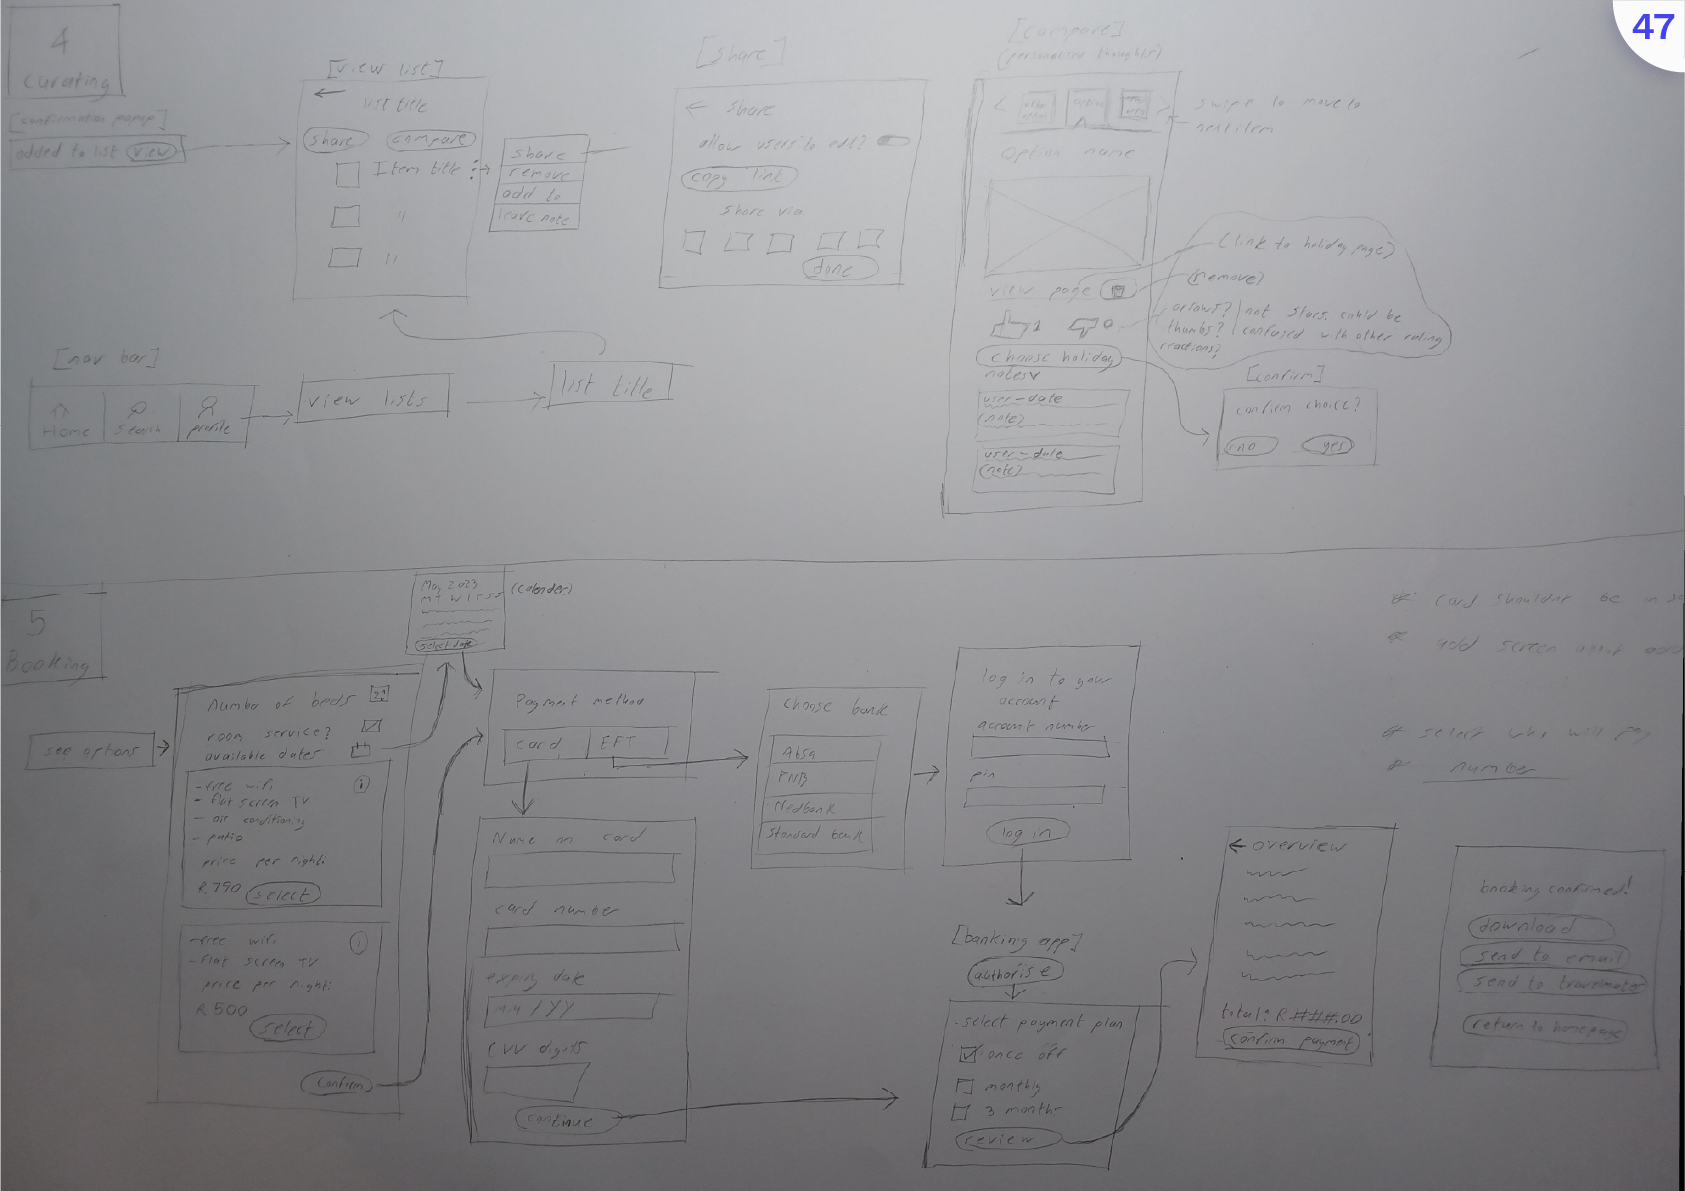 47
4
Curating
[confirmation popup]
added to list view
[view list]
list title
share compare
Item title
"
"
share
remove
add to
leave note
[share]
share
allow users to edit?
copy link
share via
done
[compare]
(personalised thoughts)
swipe to move to
next item
Option name
view page
(link to holiday page)
(remove)
1 0
arrows?
thumbs?
reactions?
not stars, could be
confused with other rating
choose holiday
notes
user - date
(note)
user - date
(note)
[confirm]
confirm choice?
no yes
[nav bar]
Home Search profile
view lists
list title
5
Booking
see options
May 2023
M T W T F S S
select date
(calender)
number of beds
room service?
available dates
- free wifi
- flat screen TV
- air conditioning
- patio
price per night:
R 790 select
- free wifi
- flat screen TV
price per night:
R 500
select
confirm
Payment method
card EFT
Name on card
card number
expiry date
MM / YY
CVV digits
continue
choose bank
Absa
FNB
Nedbank
Standard bank
log in to your
account
account number
pin
log in
[banking app]
authorise
- select payment plan
once off
monthly
3 months
review
overview
total: R ###.00
confirm payment
booking confirmed!
download
send to email
send to travelmates
return to homepage
card shouldnt be in
add screen about
select who will pay
number